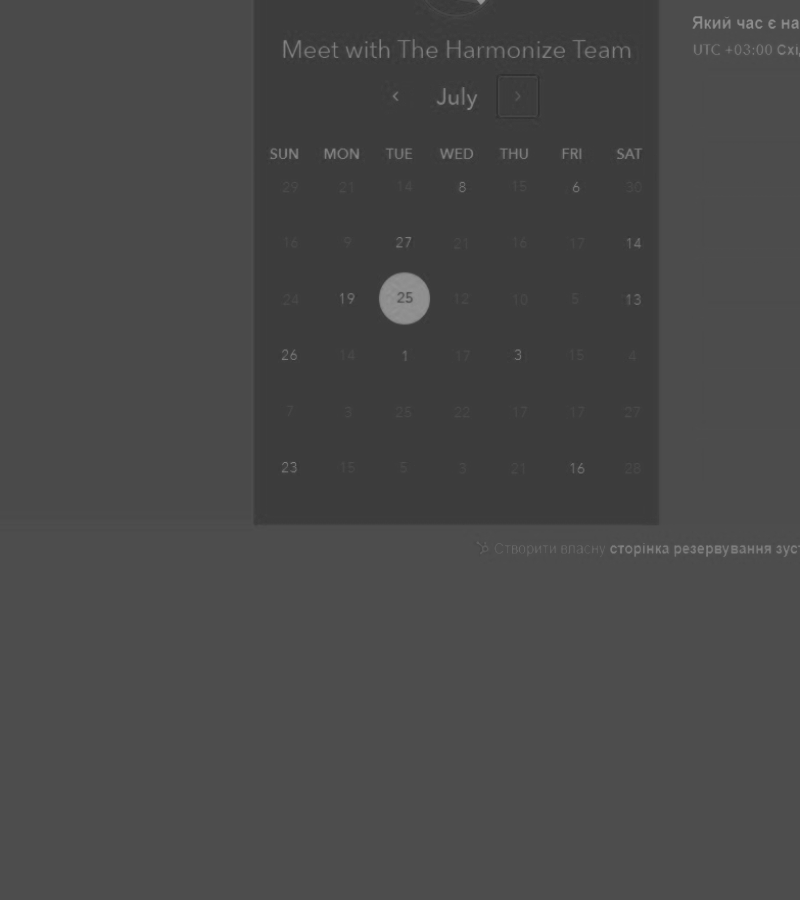 Який час є на
Meet with The Harmonize Team
UTC +03:00 Схі
July
SUN MON TUE WED THU FRI SAT
29 21 14 8 15 6 30
16 9 27 21 16 17 14
24 19 25 12 10 5 13
26 14 1 17 3 15 4
7 3 25 22 17 17 27
23 15 5 3 21 16 28
Створити власну сторінка резервування зуст